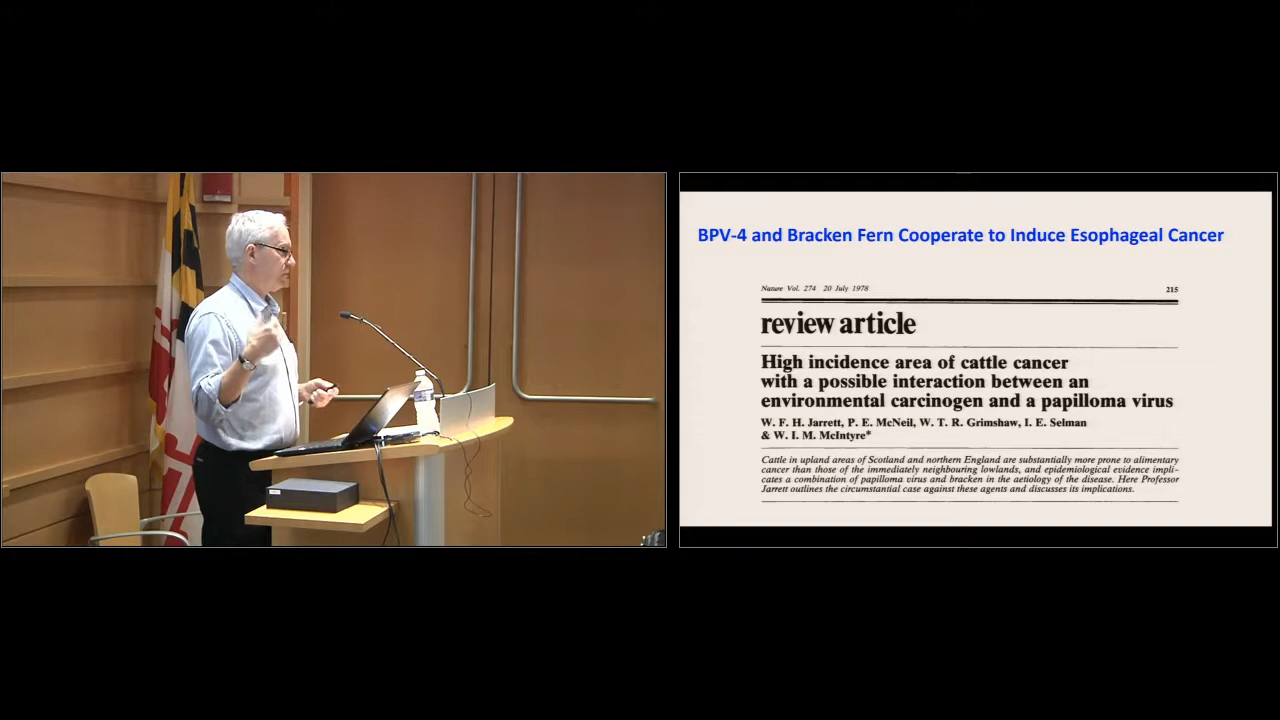 BPV-4 and Bracken Fern Cooperate to Induce Esophageal Cancer
Nature Vol. 274 20 July 1978 215
review article
High incidence area of cattle cancer
with a possible interaction between an
environmental carcinogen and a papilloma virus
W. F. H. Jarrett, P. E. McNeil, W. T. R. Grimshaw, I. E. Selman
& W. I. M. McIntyre*
Cattle in upland areas of Scotland and northern England are substantially more prone to alimentary
cancer than those of the immediately neighbouring lowlands, and epidemiological evidence impli-
cates a combination of papilloma virus and bracken in the aetiology of the disease. Here Professor
Jarrett outlines the circumstantial case against these agents and discusses its implications.